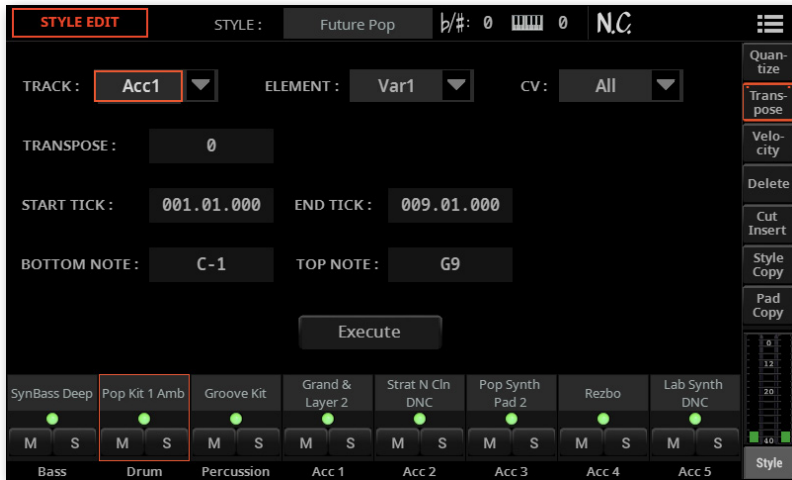 STYLE EDIT STYLE : Future Pop ♭/♯: 0 0 N.C.
TRACK : Acc1 ELEMENT : Var1 CV : All
TRANSPOSE : 0
START TICK : 001.01.000 END TICK : 009.01.000
BOTTOM NOTE : C-1 TOP NOTE : G9
Execute
Quan-
tize
Trans-
pose
Velo-
city
Delete
Cut
Insert
Style
Copy
Pad
Copy
0
12
20
40
Style
SynBass Deep Pop Kit 1 Amb Groove Kit Grand & Layer 2 Strat N Cln DNC Pop Synth Pad 2 Rezbo Lab Synth DNC
M S M S M S M S M S M S M S M S
Bass Drum Percussion Acc 1 Acc 2 Acc 3 Acc 4 Acc 5